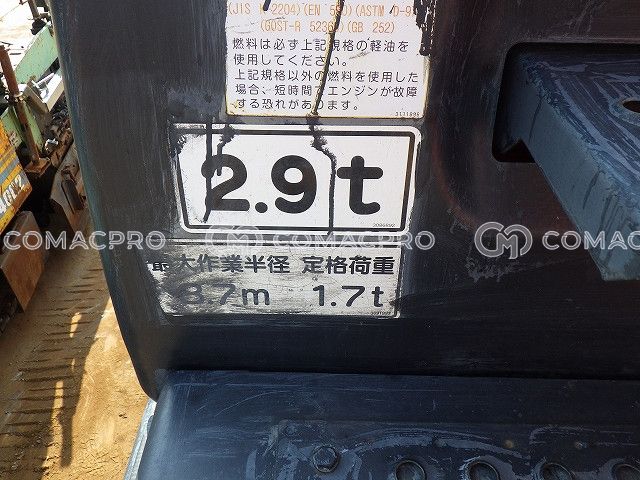 (JIS K-2204)(EN 590)(ASTM D-9
(GOST-R 52368)(GB 252)
燃料は必ず上記規格の軽油を
使用してください。
上記規格以外の燃料を使用した
場合、短時間でエンジンが故障
する恐れがあります。
2.9t
COMACPRO COMACPRO
最大作業半径 定格荷重
3.7m 1.7t